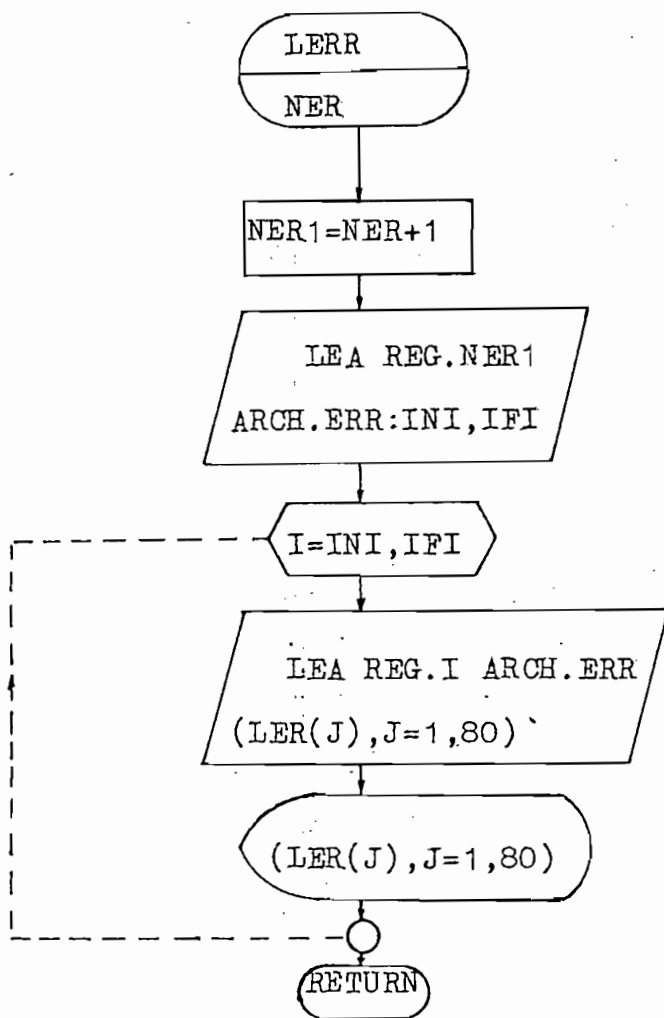 LERR
NER
NER1=NER+1
LEA REG.NER1
ARCH.ERR:INI,IFI
I=INI,IFI
LEA REG.I ARCH.ERR
(LER(J),J=1,80)
(LER(J),J=1,80)
RETURN